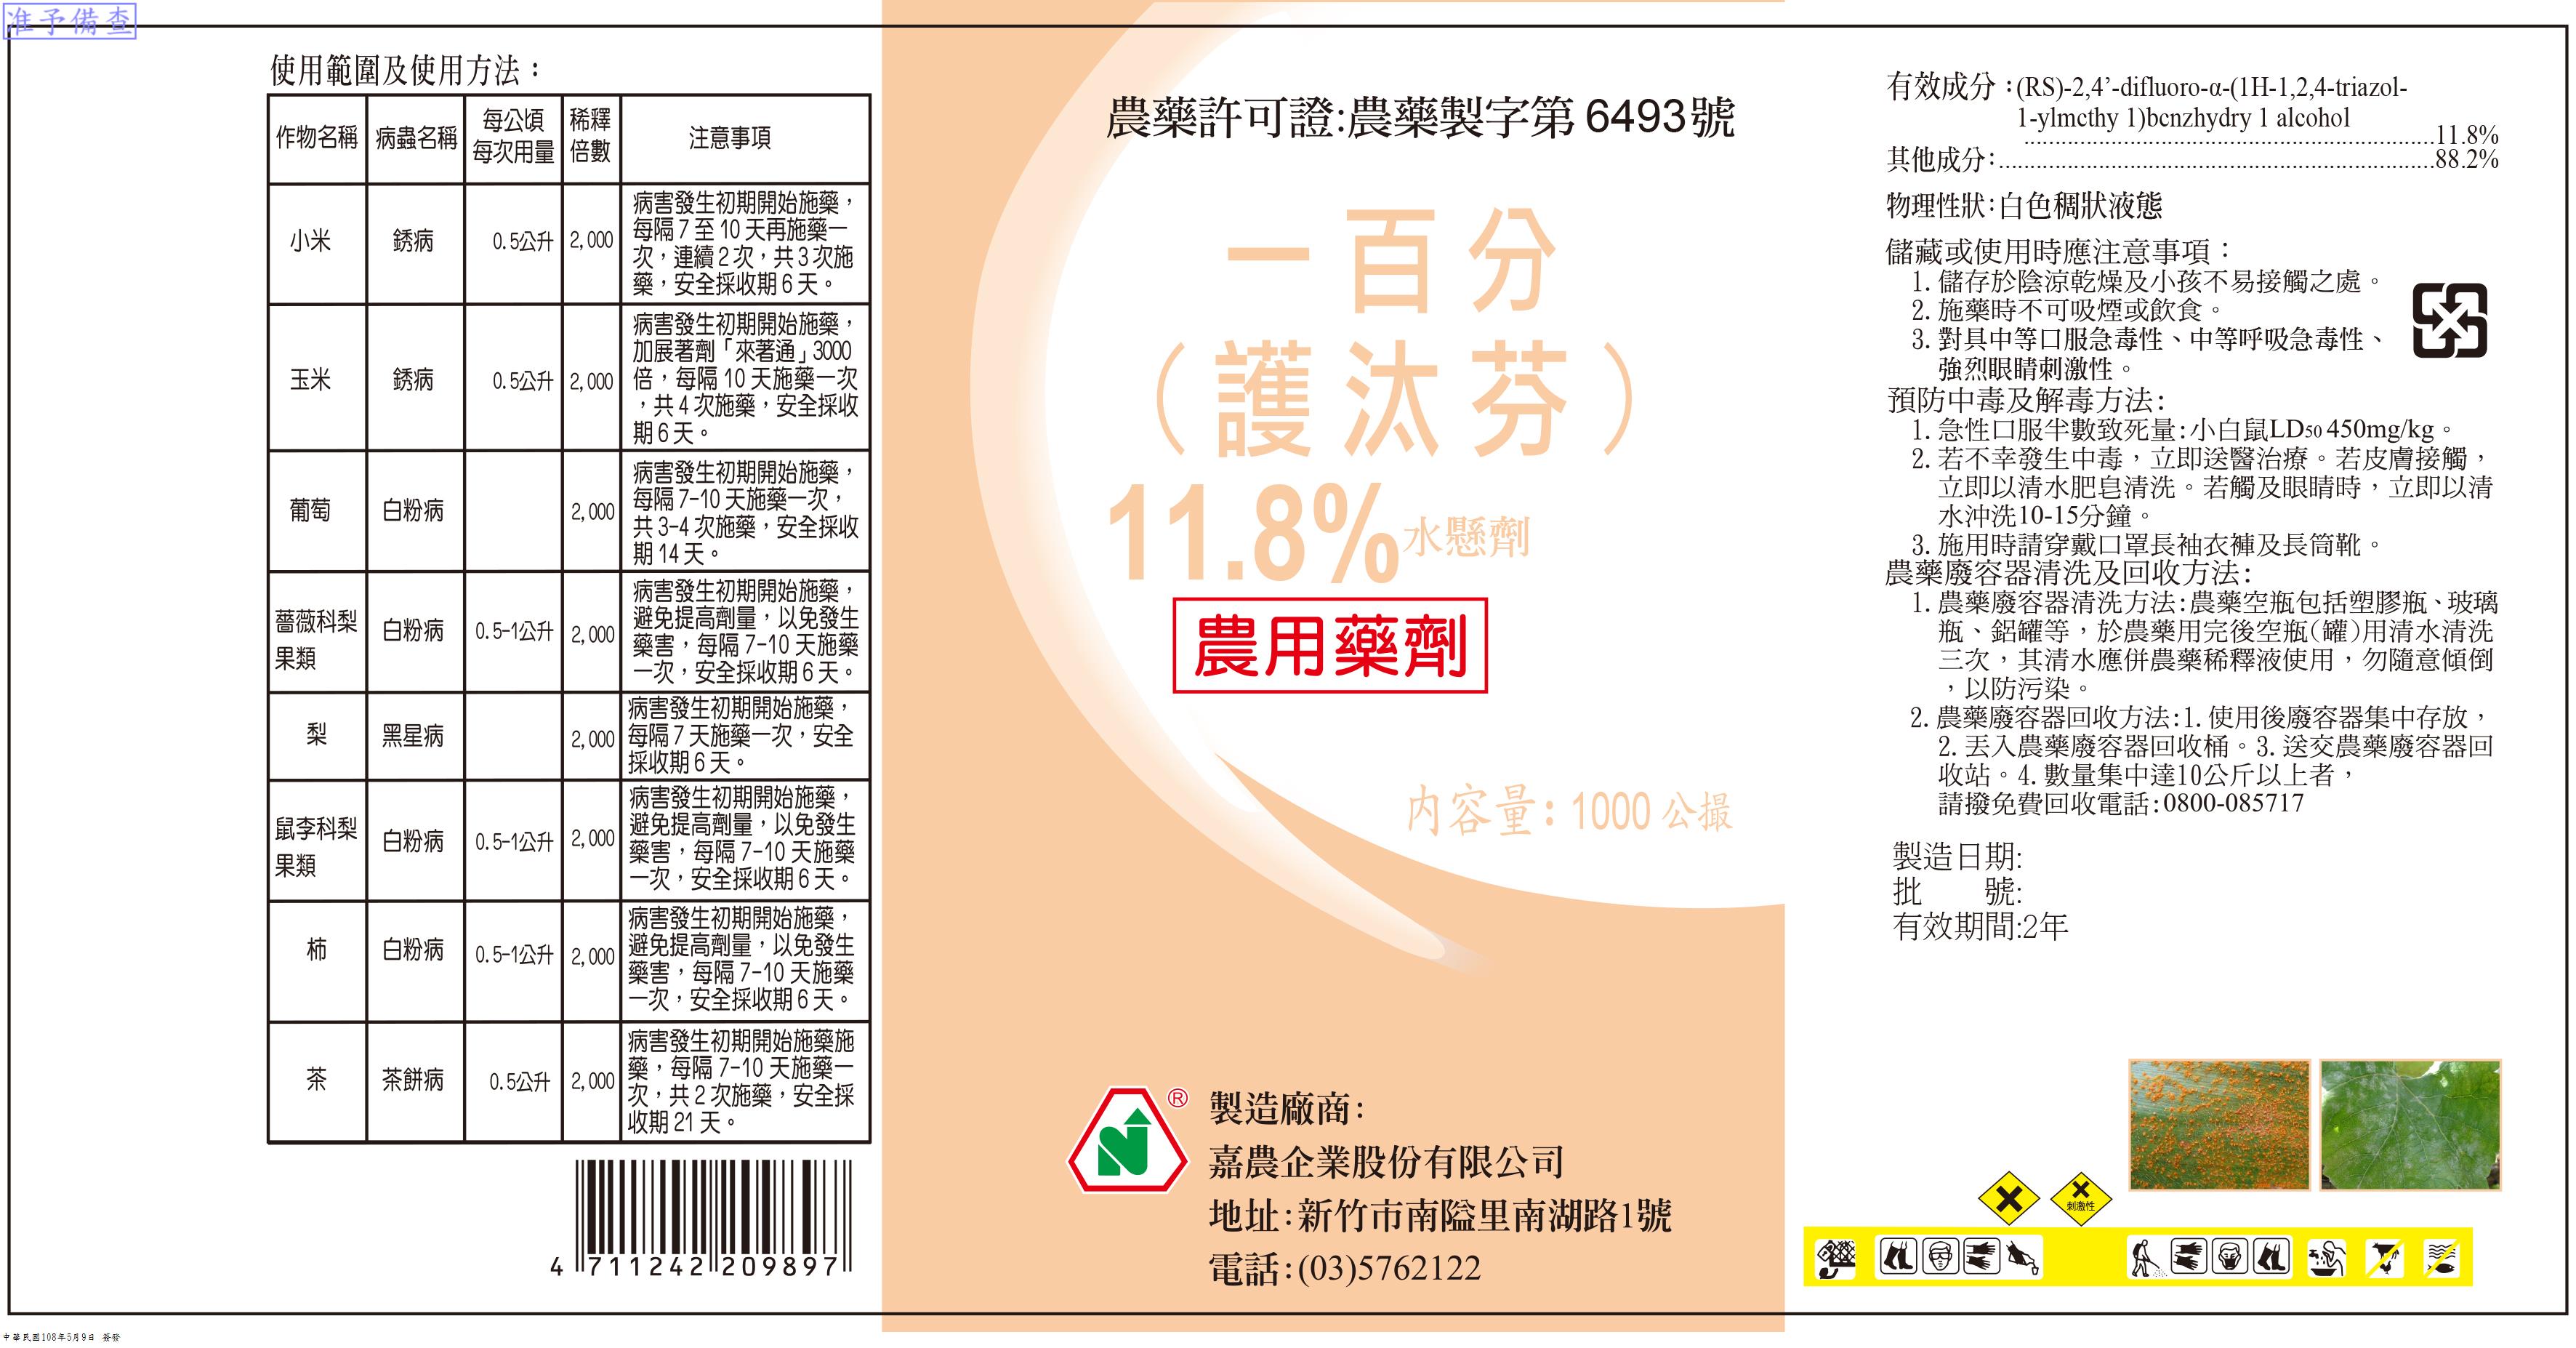 准予備查
使用範圍及使用方法：
作物名稱 病蟲名稱 每公頃每次用量 稀釋倍數 注意事項
小米 銹病 0.5公升 2,000
病害發生初期開始施藥，
每隔7至10天再施藥一
次，連續2次，共3次施
藥，安全採收期6天。
玉米 銹病 0.5公升 2,000
病害發生初期開始施藥，
加展著劑「來著通」3000
倍，每隔10天施藥一次
，共4次施藥，安全採收
期6天。
葡萄 白粉病 2,000
病害發生初期開始施藥，
每隔7-10天施藥一次，
共3-4次施藥，安全採收
期14天。
薔薇科梨果類 白粉病 0.5-1公升 2,000
病害發生初期開始施藥，
避免提高劑量，以免發生
藥害，每隔7-10天施藥
一次，安全採收期6天。
梨 黑星病 2,000
病害發生初期開始施藥，
每隔7天施藥一次，安全
採收期6天。
鼠李科梨果類 白粉病 0.5-1公升 2,000
病害發生初期開始施藥，
避免提高劑量，以免發生
藥害，每隔7-10天施藥
一次，安全採收期6天。
柿 白粉病 0.5-1公升 2,000
病害發生初期開始施藥，
避免提高劑量，以免發生
藥害，每隔7-10天施藥
一次，安全採收期6天。
茶 茶餅病 0.5公升 2,000
病害發生初期開始施藥施
藥，每隔7-10天施藥一
次，共2次施藥，安全採
收期21天。
4 711242 209897
農藥許可證:農藥製字第6493號
一百分
（護汰芬）
11.8%水懸劑
農用藥劑
內容量：1000公撮
®
製造廠商:
嘉農企業股份有限公司
地址:新竹市南隘里南湖路1號
電話:(03)5762122
有效成分：(RS)-2,4’-difluoro-α-(1H-1,2,4-triazol-
1-ylmcthy 1)bcnzhydry 1 alcohol
..................................................................11.8%
其他成分:......................................................................88.2%
物理性狀:白色稠狀液態
儲藏或使用時應注意事項：
1. 儲存於陰涼乾燥及小孩不易接觸之處。
2. 施藥時不可吸煙或飲食。
3. 對具中等口服急毒性、中等呼吸急毒性、
強烈眼睛刺激性。
預防中毒及解毒方法:
1. 急性口服半數致死量:小白鼠LD50 450mg/kg。
2. 若不幸發生中毒，立即送醫治療。若皮膚接觸，
立即以清水肥皂清洗。若觸及眼睛時，立即以清
水沖洗10-15分鐘。
3. 施用時請穿戴口罩長袖衣褲及長筒靴。
農藥廢容器清洗及回收方法:
1. 農藥廢容器清洗方法:農藥空瓶包括塑膠瓶、玻璃
瓶、鋁罐等，於農藥用完後空瓶(罐)用清水清洗
三次，其清水應併農藥稀釋液使用，勿隨意傾倒
，以防污染。
2. 農藥廢容器回收方法:1. 使用後廢容器集中存放，
2. 丟入農藥廢容器回收桶。3. 送交農藥廢容器回
收站。4. 數量集中達10公斤以上者，
請撥免費回收電話:0800-085717
製造日期:
批　　號:
有效期間:2年
刺激性
中華民國108年5月9日 簽發